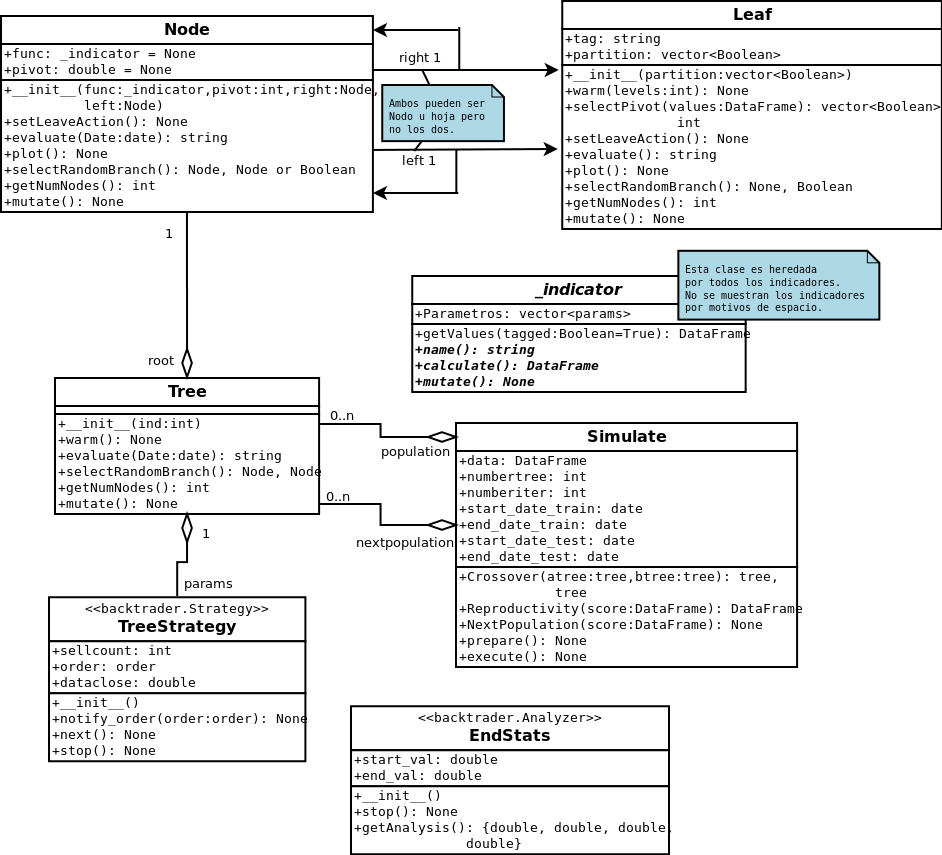 Node
+func: _indicator = None
+pivot: double = None
+__init__(func:_indicator,pivot:int,right:Node,
left:Node)
+setLeaveAction(): None
+evaluate(Date:date): string
+plot(): None
+selectRandomBranch(): Node, Node or Boolean
+getNumNodes(): int
+mutate(): None
right 1
Ambos pueden ser
Nodo u hoja pero
no los dos.
left 1
Leaf
+tag: string
+partition: vector<Boolean>
+__init__(partition:vector<Boolean>)
+warm(levels:int): None
+selectPivot(values:DataFrame): vector<Boolean>
int
+setLeaveAction(): None
+evaluate(): string
+plot(): None
+selectRandomBranch(): None, Boolean
+getNumNodes(): int
+mutate(): None
1
root
_indicator
+Parametros: vector<params>
+getValues(tagged:Boolean=True): DataFrame
+name(): string
+calculate(): DataFrame
+mutate(): None
Esta clase es heredada
por todos los indicadores.
No se muestran los indicadores
por motivos de espacio.
Tree
+__init__(ind:int)
+warm(): None
+evaluate(Date:date): string
+selectRandomBranch(): Node, Node
+getNumNodes(): int
+mutate(): None
0..n
population
0..n
nextpopulation
Simulate
+data: DataFrame
+numbertree: int
+numberiter: int
+start_date_train: date
+end_date_train: date
+start_date_test: date
+end_date_test: date
+Crossover(atree:tree,btree:tree): tree,
tree
+Reproductivity(score:DataFrame): DataFrame
+NextPopulation(score:DataFrame): None
+prepare(): None
+execute(): None
1
params
<<backtrader.Strategy>>
TreeStrategy
+sellcount: int
+order: order
+dataclose: double
+__init__()
+notify_order(order:order): None
+next(): None
+stop(): None
<<backtrader.Analyzer>>
EndStats
+start_val: double
+end_val: double
+__init__()
+stop(): None
+getAnalysis(): {double, double, double,
double}